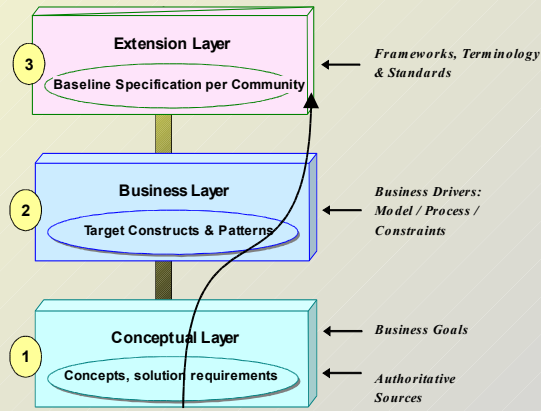 Extension Layer
3
Baseline Specification per Community
Frameworks, Terminology
& Standards
Business Layer
2
Target Constructs & Patterns
Business Drivers:
Model / Process /
Constraints
Conceptual Layer
1
Concepts, solution requirements
Business Goals
Authoritative
Sources